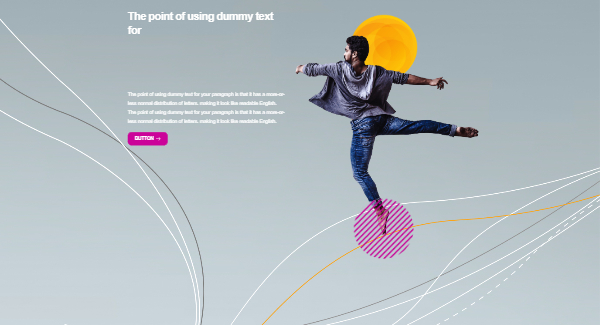 The point of using dummy text
for
The point of using dummy text for your paragraph is that it has a more-or-
less normal distribution of letters. making it look like readable English.
The point of using dummy text for your paragraph is that it has a more-or-
less normal distribution of letters. making it look like readable English.
BUTTON →